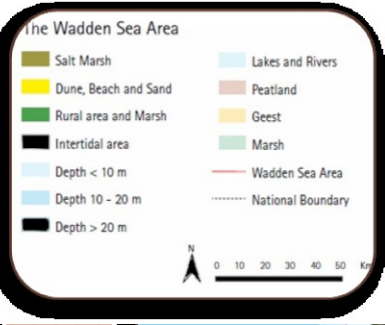 The Wadden Sea Area
Salt Marsh
Dune, Beach and Sand
Rural area and Marsh
Intertidal area
Depth < 10 m
Depth 10 - 20 m
Depth > 20 m
Lakes and Rivers
Peatland
Geest
Marsh
Wadden Sea Area
National Boundary
N
0 10 20 30 40 50 Km